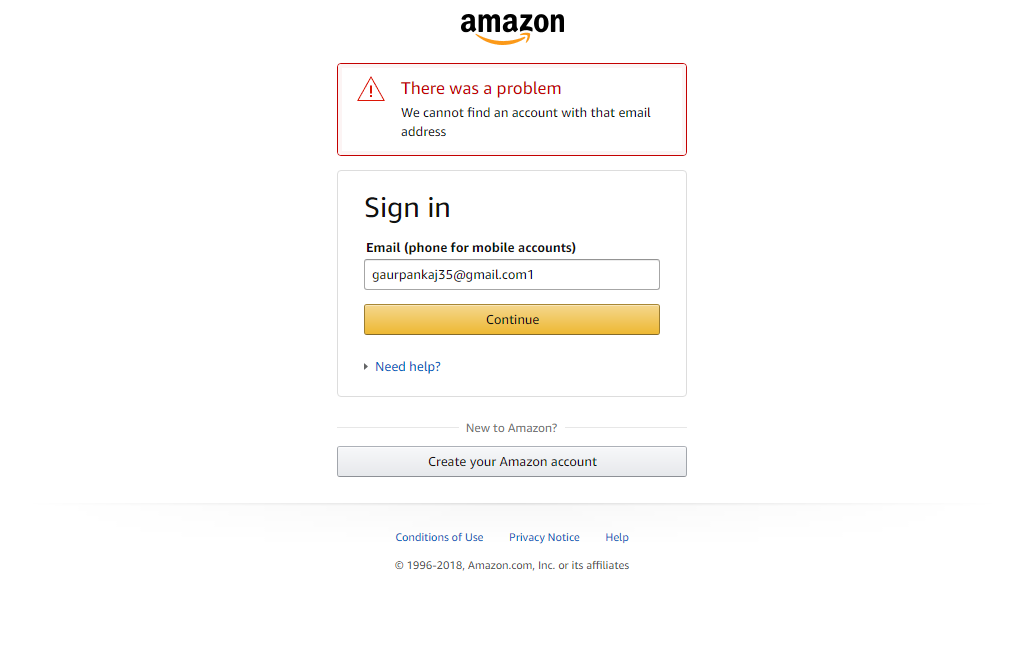 amazon
There was a problem
We cannot find an account with that email
address
Sign in
Email (phone for mobile accounts)
gaurpankaj35@gmail.com1
Continue
Need help?
New to Amazon?
Create your Amazon account
Conditions of Use Privacy Notice Help
© 1996-2018, Amazon.com, Inc. or its affiliates